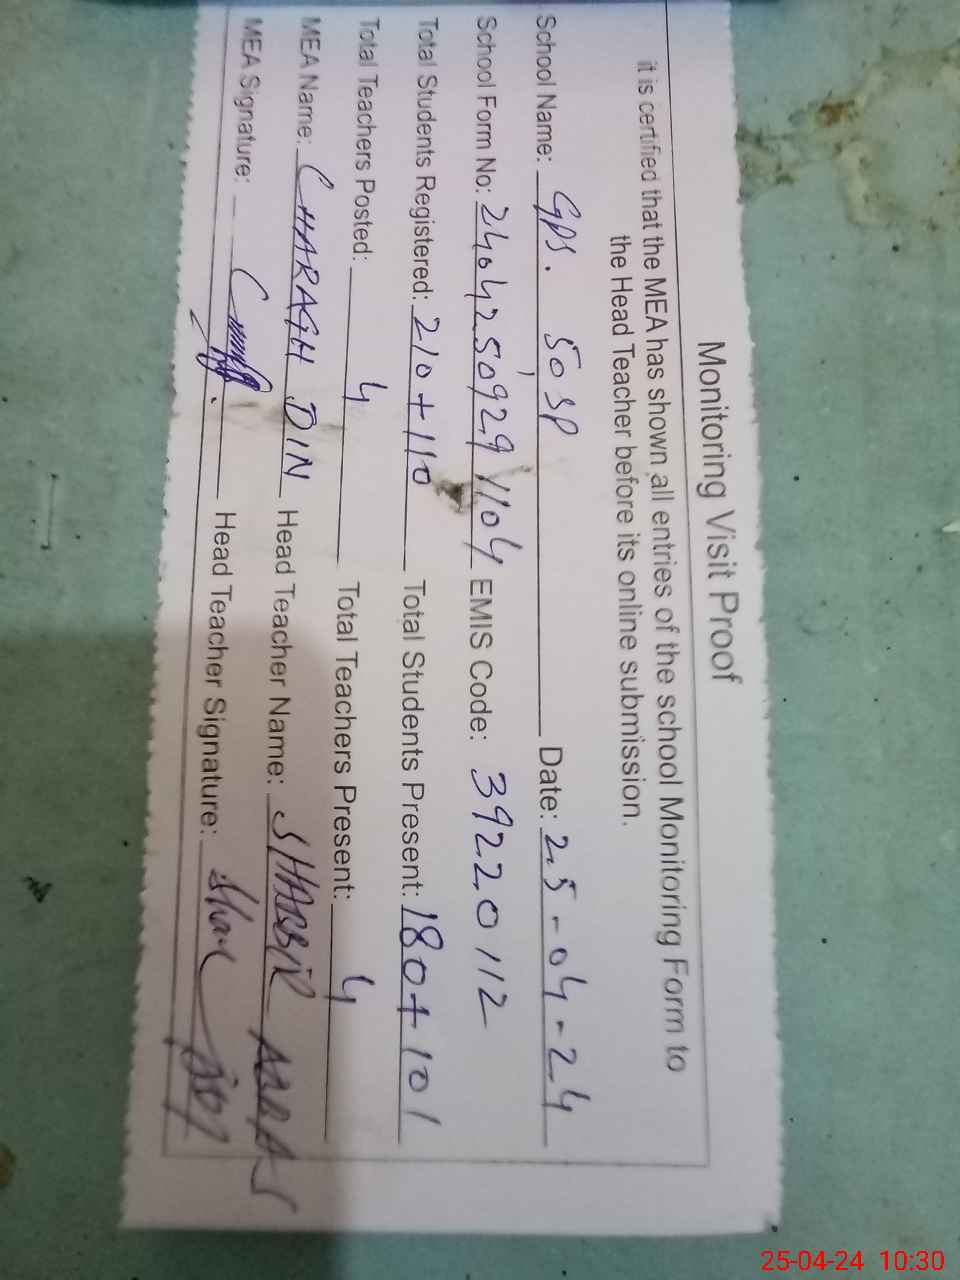 Monitoring Visit Proof
it is certified that the MEA has shown all entries of the school Monitoring Form to
the Head Teacher before its online submission.
School Name: GPS. 50 SP Date: 25-04-24
School Form No: 240425092911104 EMIS Code: 39220112
Total Students Registered: 210+110 Total Students Present: 180+101
Total Teachers Posted: 4 Total Teachers Present: 4
MEA Name: CHARAGH DIN Head Teacher Name: SHABBIR ABBAS
MEA Signature: Head Teacher Signature:
25-04-24 10:30